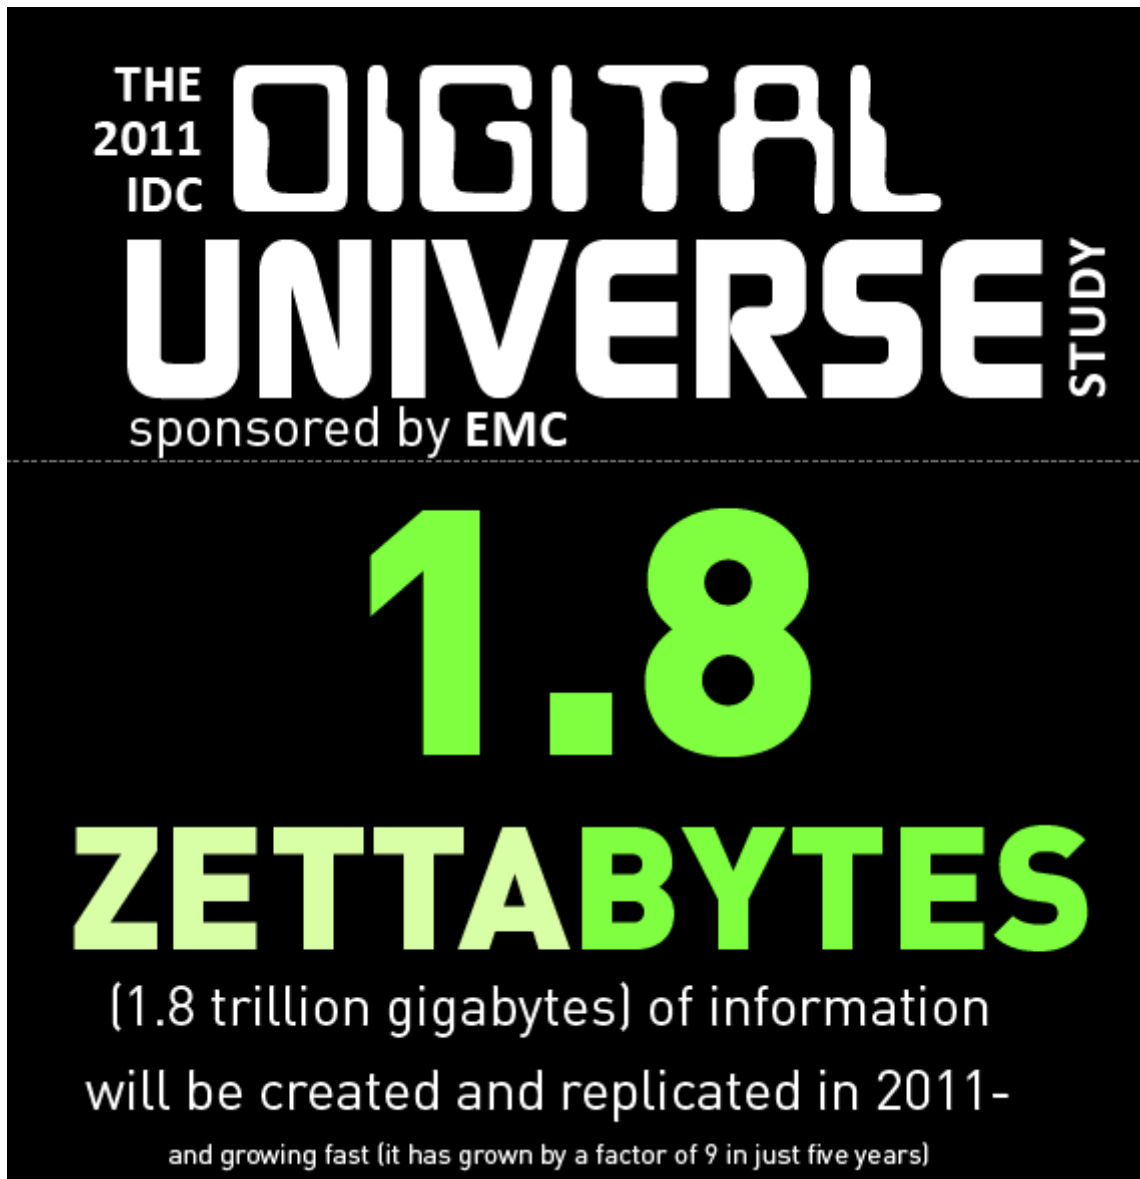 THE
2011
IDC
DIGITAL
UNIVERSE
STUDY
sponsored by EMC
1.8
ZETTABYTES
(1.8 trillion gigabytes) of information
will be created and replicated in 2011-
and growing fast (it has grown by a factor of 9 in just five years)